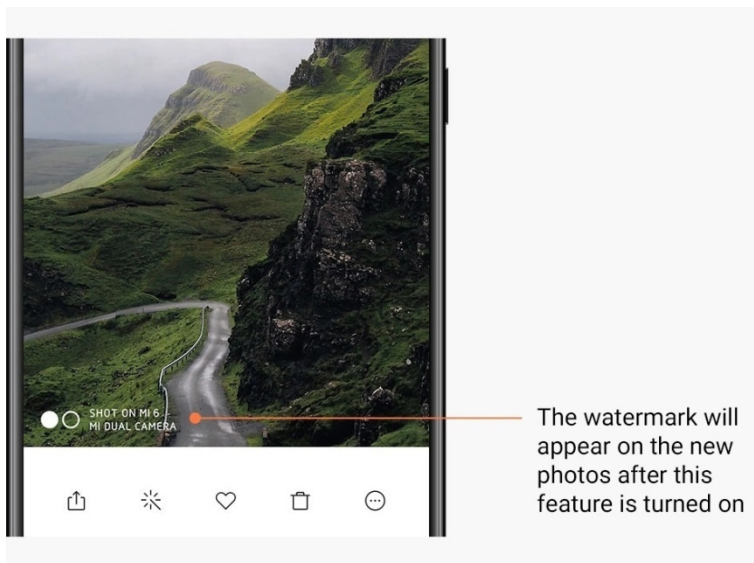 SHOT ON MI 6
MI DUAL CAMERA
The watermark will
appear on the new
photos after this
feature is turned on